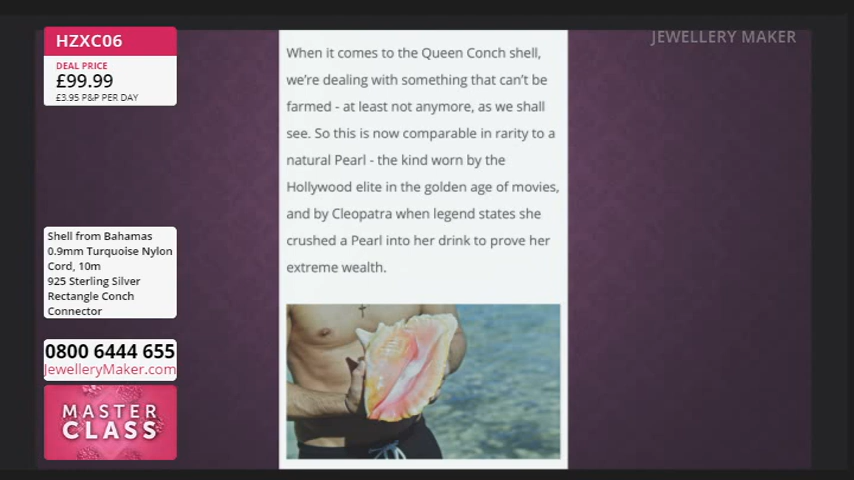 HZXC06
DEAL PRICE
£99.99
£3.95 P&P PER DAY
JEWELLERY MAKER
When it comes to the Queen Conch shell,
we’re dealing with something that can’t be
farmed - at least not anymore, as we shall
see. So this is now comparable in rarity to a
natural Pearl - the kind worn by the
Hollywood elite in the golden age of movies,
and by Cleopatra when legend states she
crushed a Pearl into her drink to prove her
extreme wealth.
Shell from Bahamas
0.9mm Turquoise Nylon
Cord, 10m
925 Sterling Silver
Rectangle Conch
Connector
0800 6444 655
JewelleryMaker.com
MASTER
CLASS